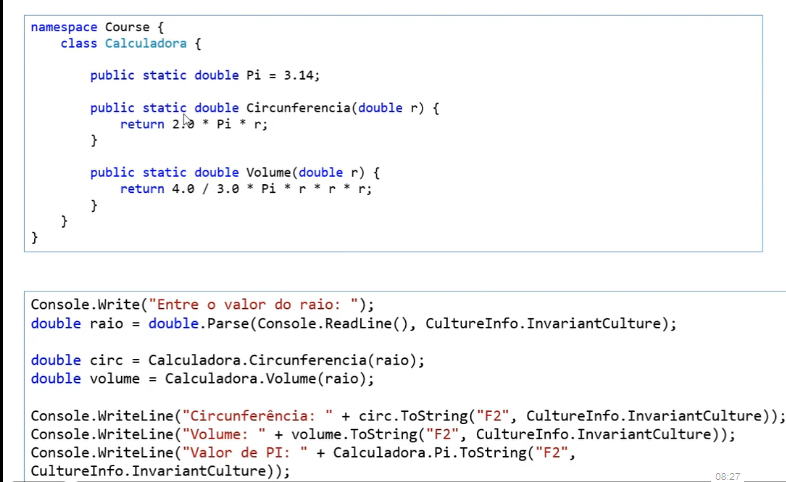 namespace Course {
class Calculadora {
public static double Pi = 3.14;
public static double Circunferencia(double r) {
return 2.0 * Pi * r;
}
public static double Volume(double r) {
return 4.0 / 3.0 * Pi * r * r * r;
}
}
}
Console.Write("Entre o valor do raio: ");
double raio = double.Parse(Console.ReadLine(), CultureInfo.InvariantCulture);
double circ = Calculadora.Circunferencia(raio);
double volume = Calculadora.Volume(raio);
Console.WriteLine("Circunferência: " + circ.ToString("F2", CultureInfo.InvariantCulture));
Console.WriteLine("Volume: " + volume.ToString("F2", CultureInfo.InvariantCulture));
Console.WriteLine("Valor de PI: " + Calculadora.Pi.ToString("F2",
CultureInfo.InvariantCulture));
08:27